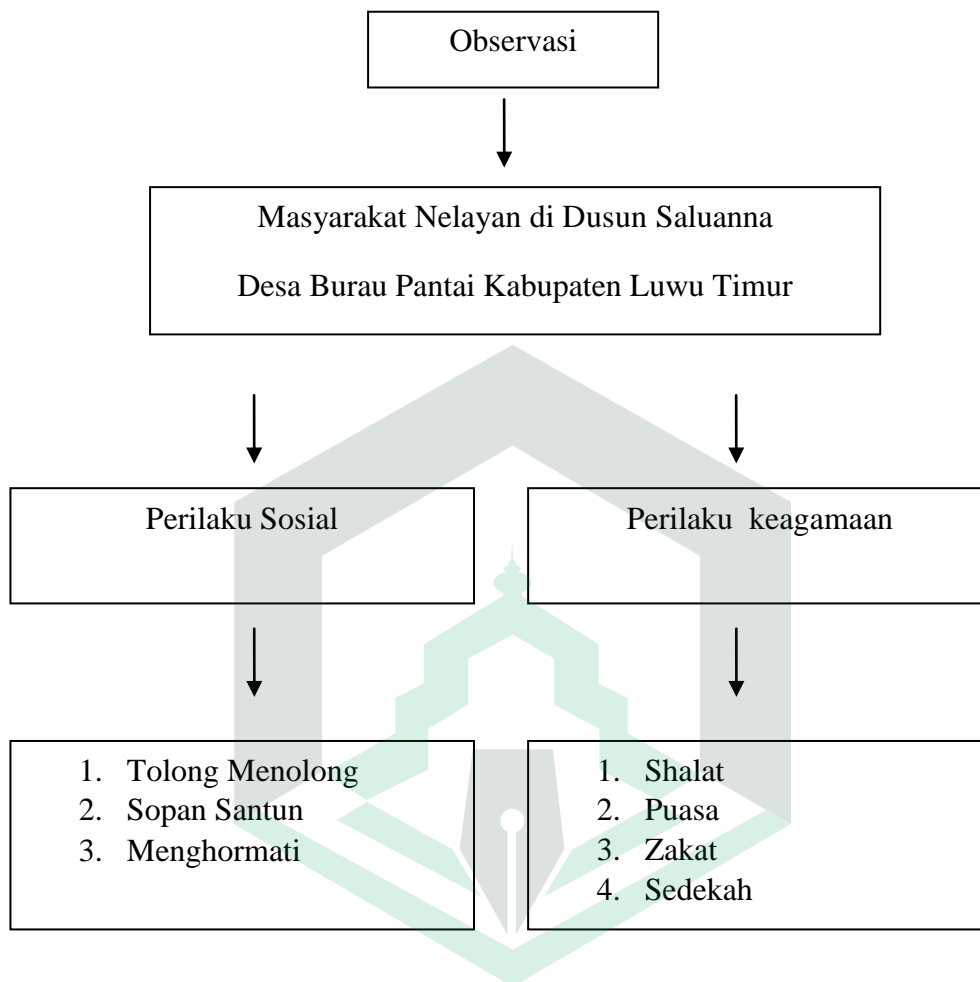 Observasi
Masyarakat Nelayan di Dusun Saluanna
Desa Burau Pantai Kabupaten Luwu Timur
Perilaku Sosial
Perilaku keagamaan
1. Tolong Menolong
2. Sopan Santun
3. Menghormati
1. Shalat
2. Puasa
3. Zakat
4. Sedekah